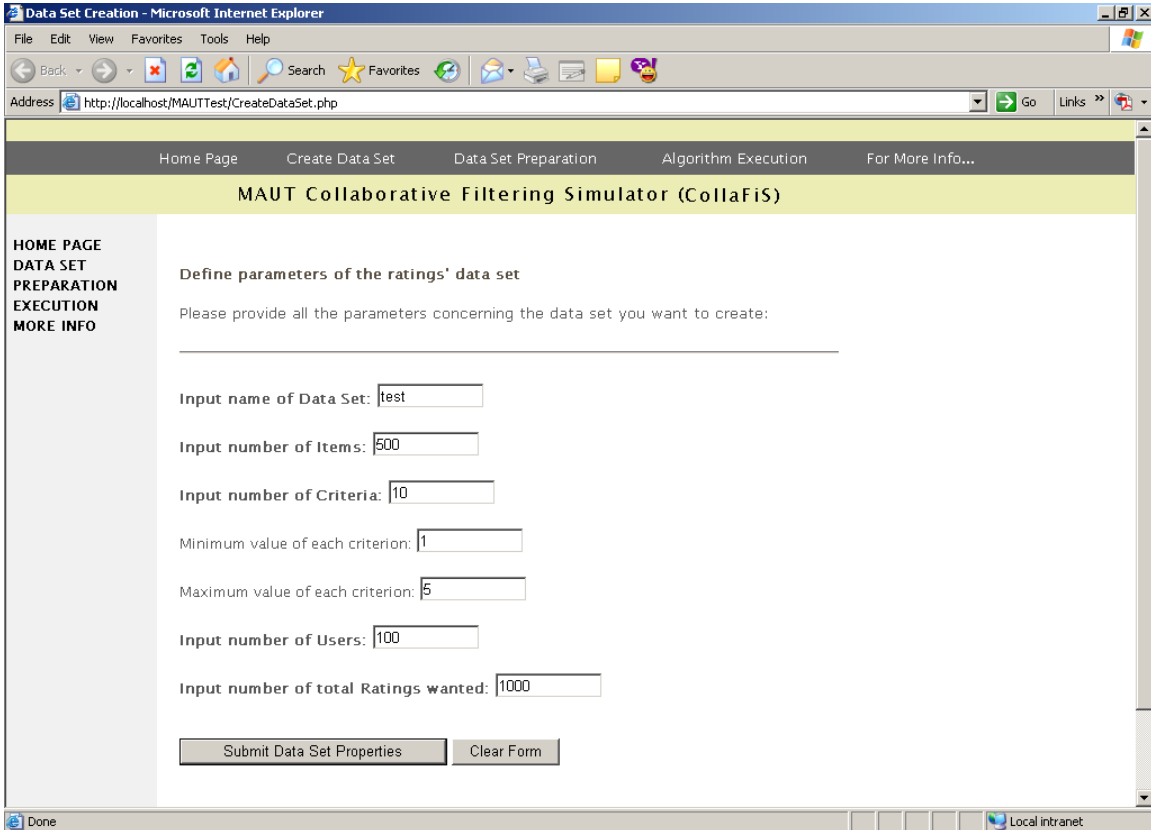 Data Set Creation - Microsoft Internet Explorer
File Edit View Favorites Tools Help
Back Search Favorites
Address http://localhost/MAUTTest/CreateDataSet.php Go Links »
Home Page Create Data Set Data Set Preparation Algorithm Execution For More Info...
MAUT Collaborative Filtering Simulator (CollaFiS)
HOME PAGE
DATA SET
PREPARATION
EXECUTION
MORE INFO
Define parameters of the ratings' data set
Please provide all the parameters concerning the data set you want to create:
Input name of Data Set: test
Input number of Items: 500
Input number of Criteria: 10
Minimum value of each criterion: 1
Maximum value of each criterion: 5
Input number of Users: 100
Input number of total Ratings wanted: 1000
Submit Data Set Properties Clear Form
Done Local intranet